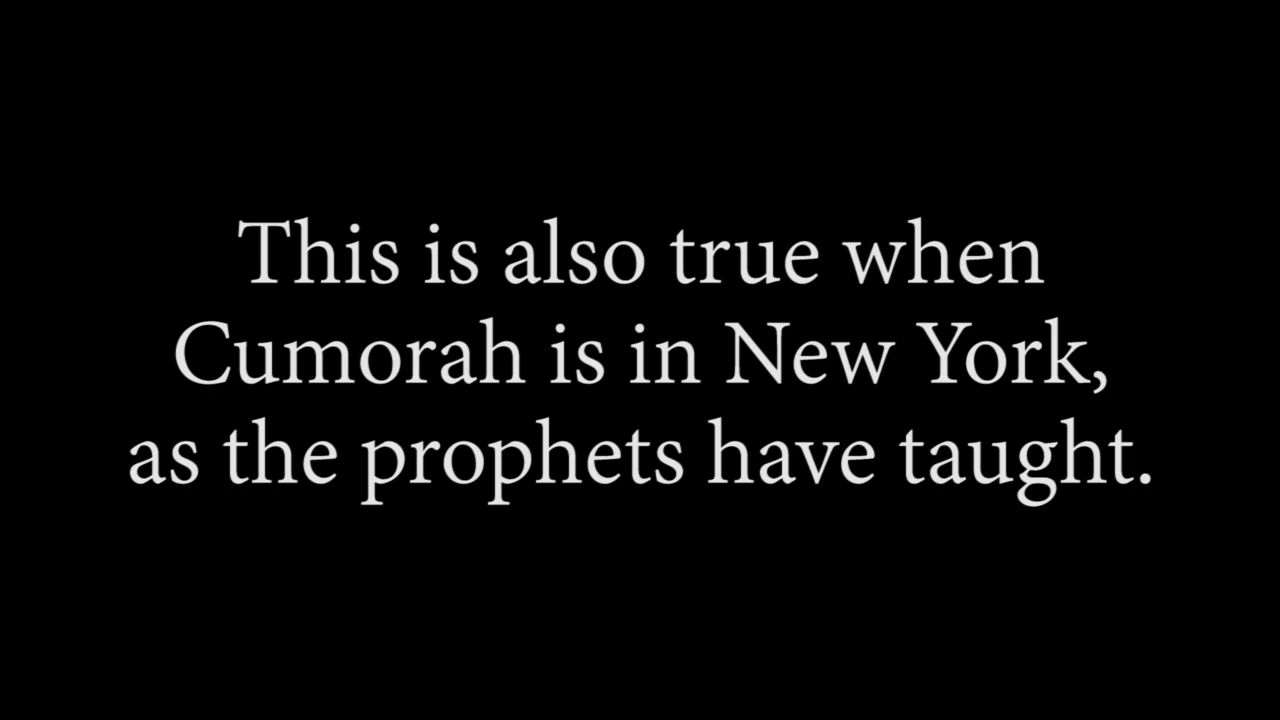 This is also true when
Cumorah is in New York,
as the prophets have taught.